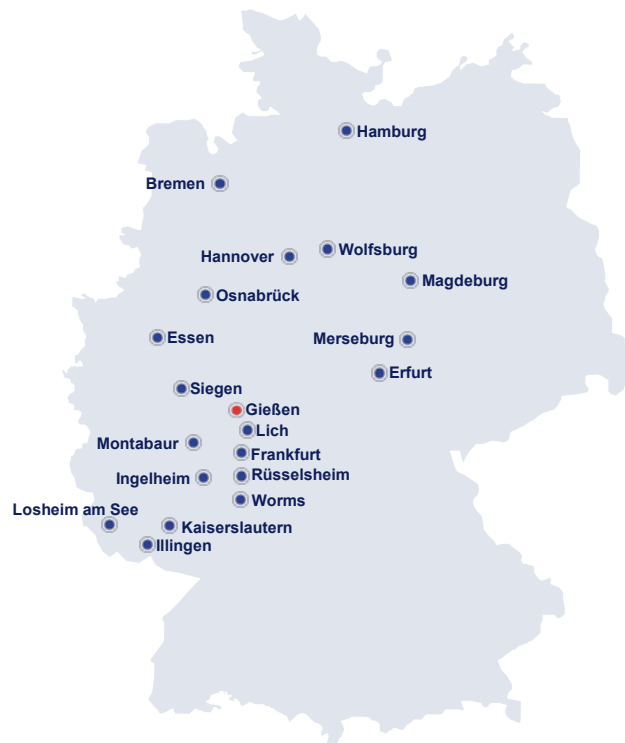 Hamburg
Bremen
Wolfsburg
Hannover
Magdeburg
Osnabrück
Essen
Merseburg
Erfurt
Siegen
Gießen
Lich
Montabaur
Frankfurt
Rüsselsheim
Ingelheim
Worms
Losheim am See
Kaiserslautern
Illingen